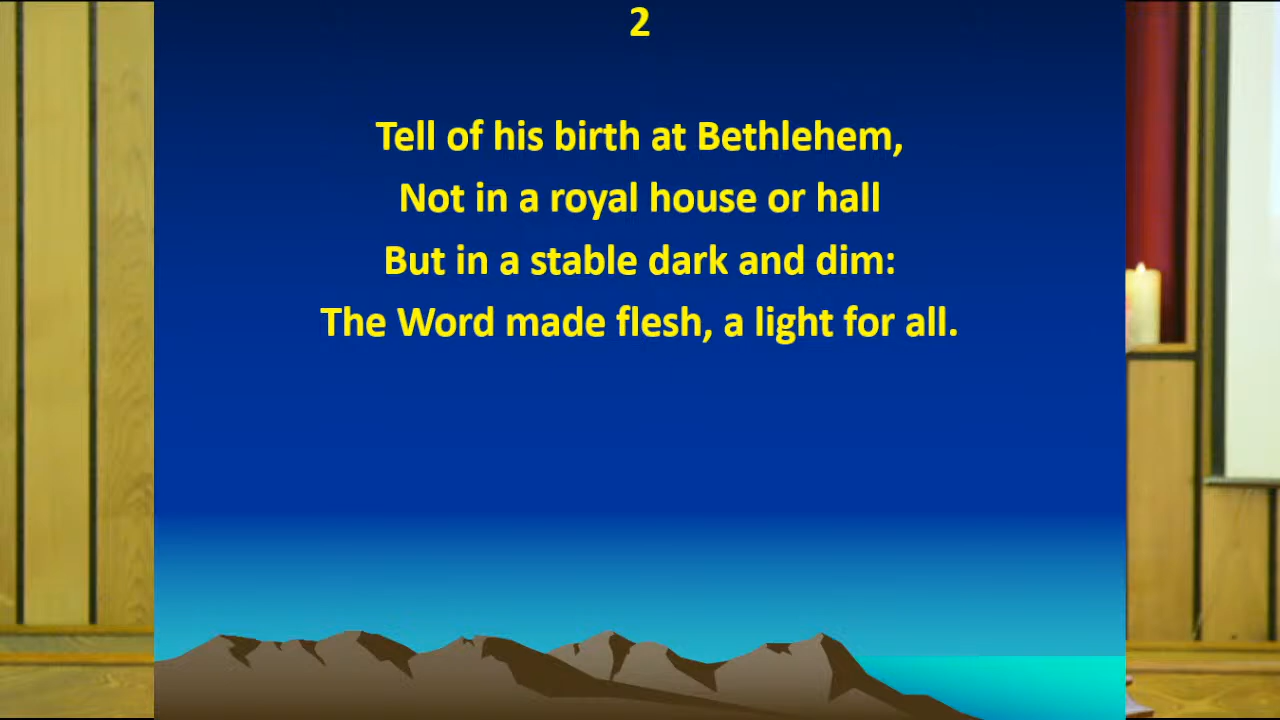 2
Tell of his birth at Bethlehem,
Not in a royal house or hall
But in a stable dark and dim:
The Word made flesh, a light for all.